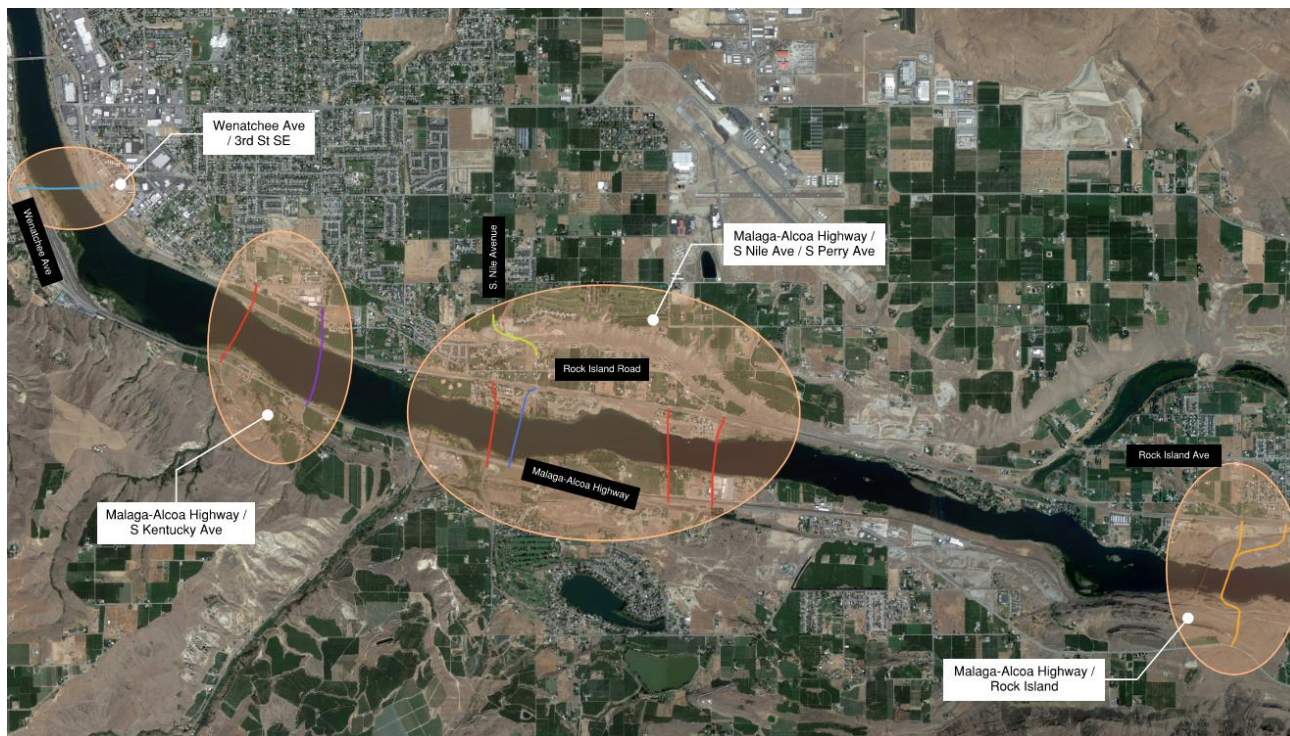 Wenatchee Ave
/ 3rd St SE
Wenatchee Ave
S. Nile Avenue
Malaga-Alcoa Highway /
S Nile Ave / S Perry Ave
Rock Island Road
Malaga-Alcoa Highway
Rock Island Ave
Malaga-Alcoa Highway /
S Kentucky Ave
Malaga-Alcoa Highway /
Rock Island